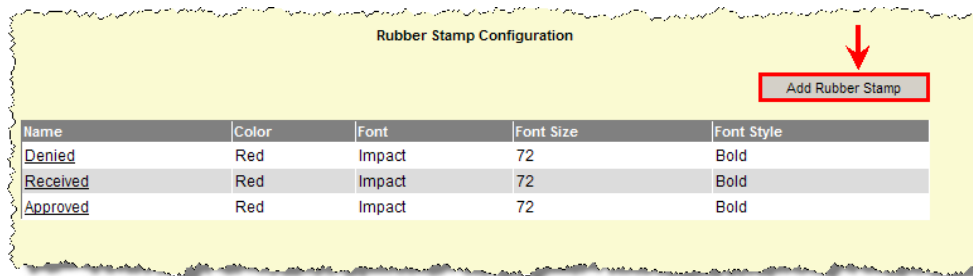 Rubber Stamp Configuration
Add Rubber Stamp
Name Color Font Font Size Font Style
Denied Red Impact 72 Bold
Received Red Impact 72 Bold
Approved Red Impact 72 Bold